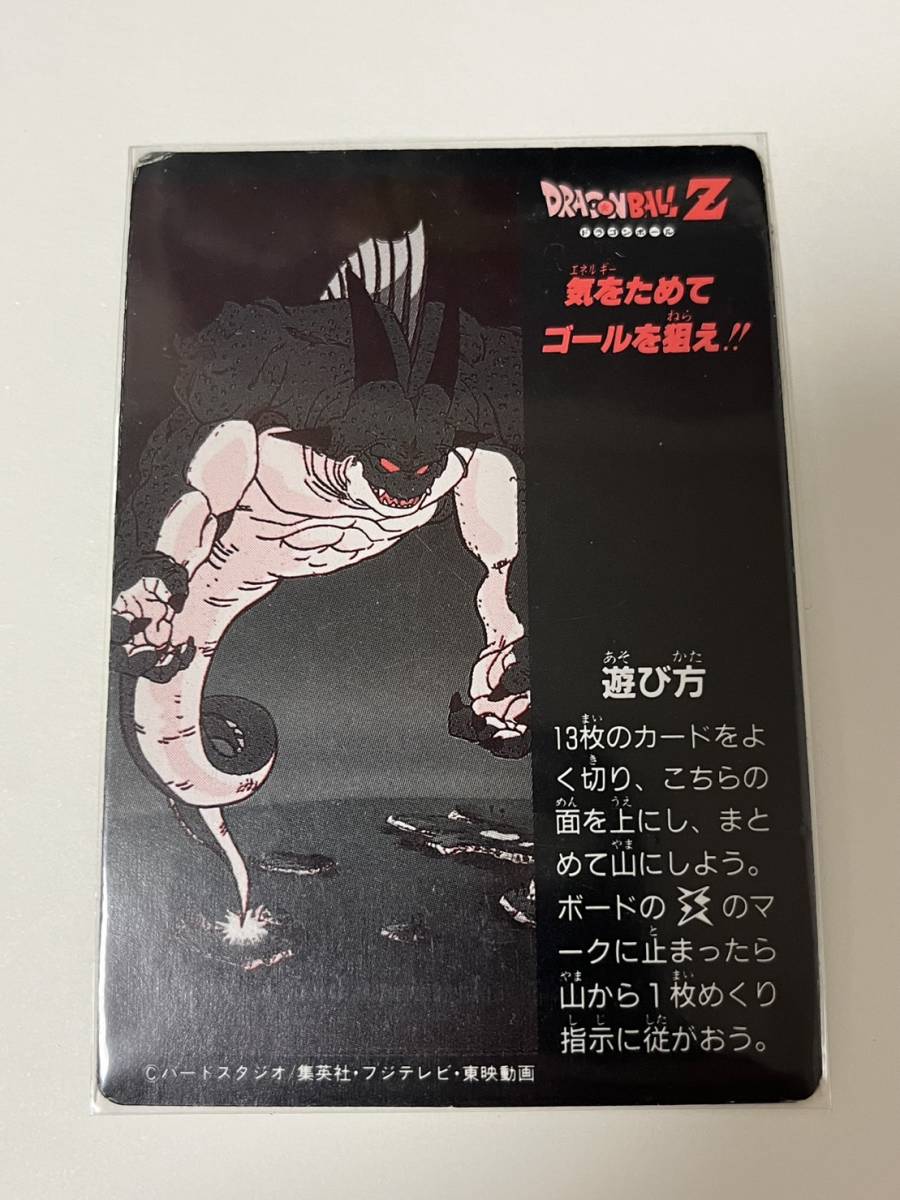 DRAGONBALL Z
ドラゴンボール
エネルギー
気をためて
ねら
ゴールを狙え!!
あそ かた
遊び方
まい
13枚のカードをよ
き
く切り、こちらの
めん うえ
面を上にし、まと
やま
めて山にしよう。
ボードの のマ
と
ークに止まったら
やま まい
山から1枚めくり
しじ した
指示に従がおう。
©バードスタジオ/集英社・フジテレビ・東映動画